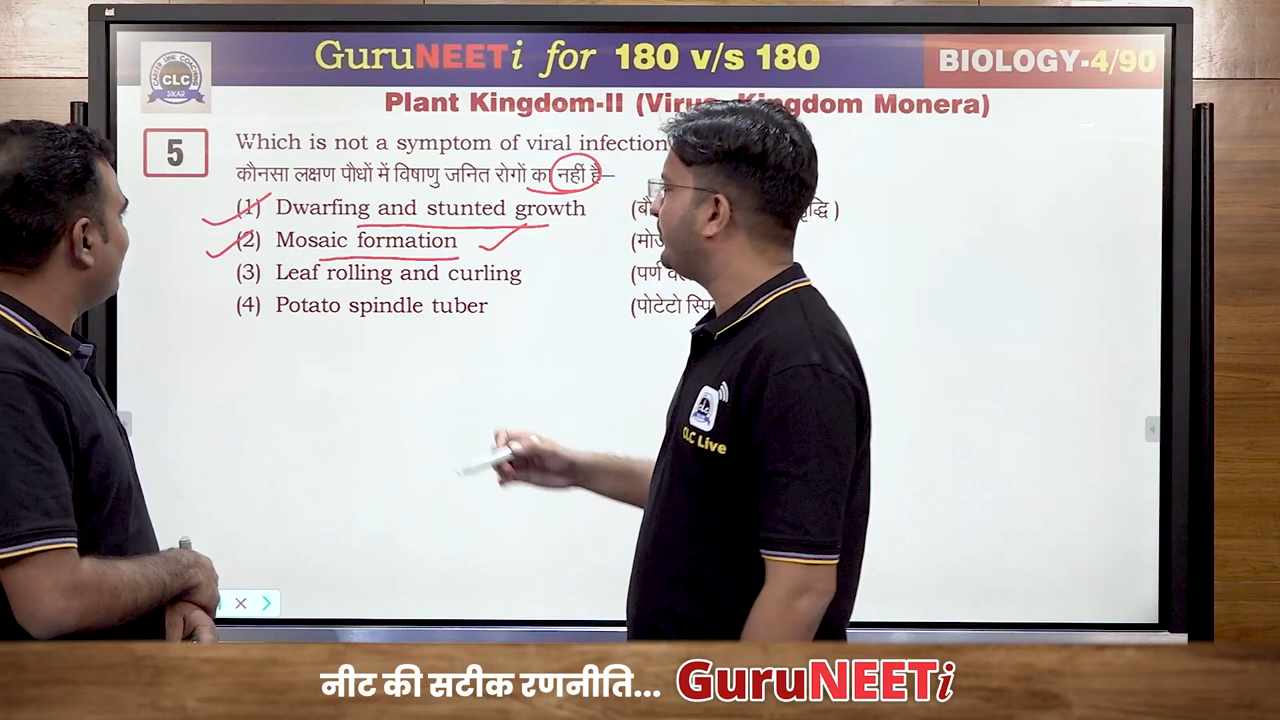 GuruNEETi for 180 v/s 180
BIOLOGY-4/90
CLC
SIKAR
Plant Kingdom-II (Virus, Kingdom Monera)
5
Which is not a symptom of viral infection
कौनसा लक्षण पौधों में विषाणु जनित रोगों का नहीं है–
(1) Dwarfing and stunted growth
(2) Mosaic formation
(3) Leaf rolling and curling
(पर्ण
(4) Potato spindle tuber
(पोटेटो
CLC Live
नीट की सटीक रणनीति... GuruNEETi